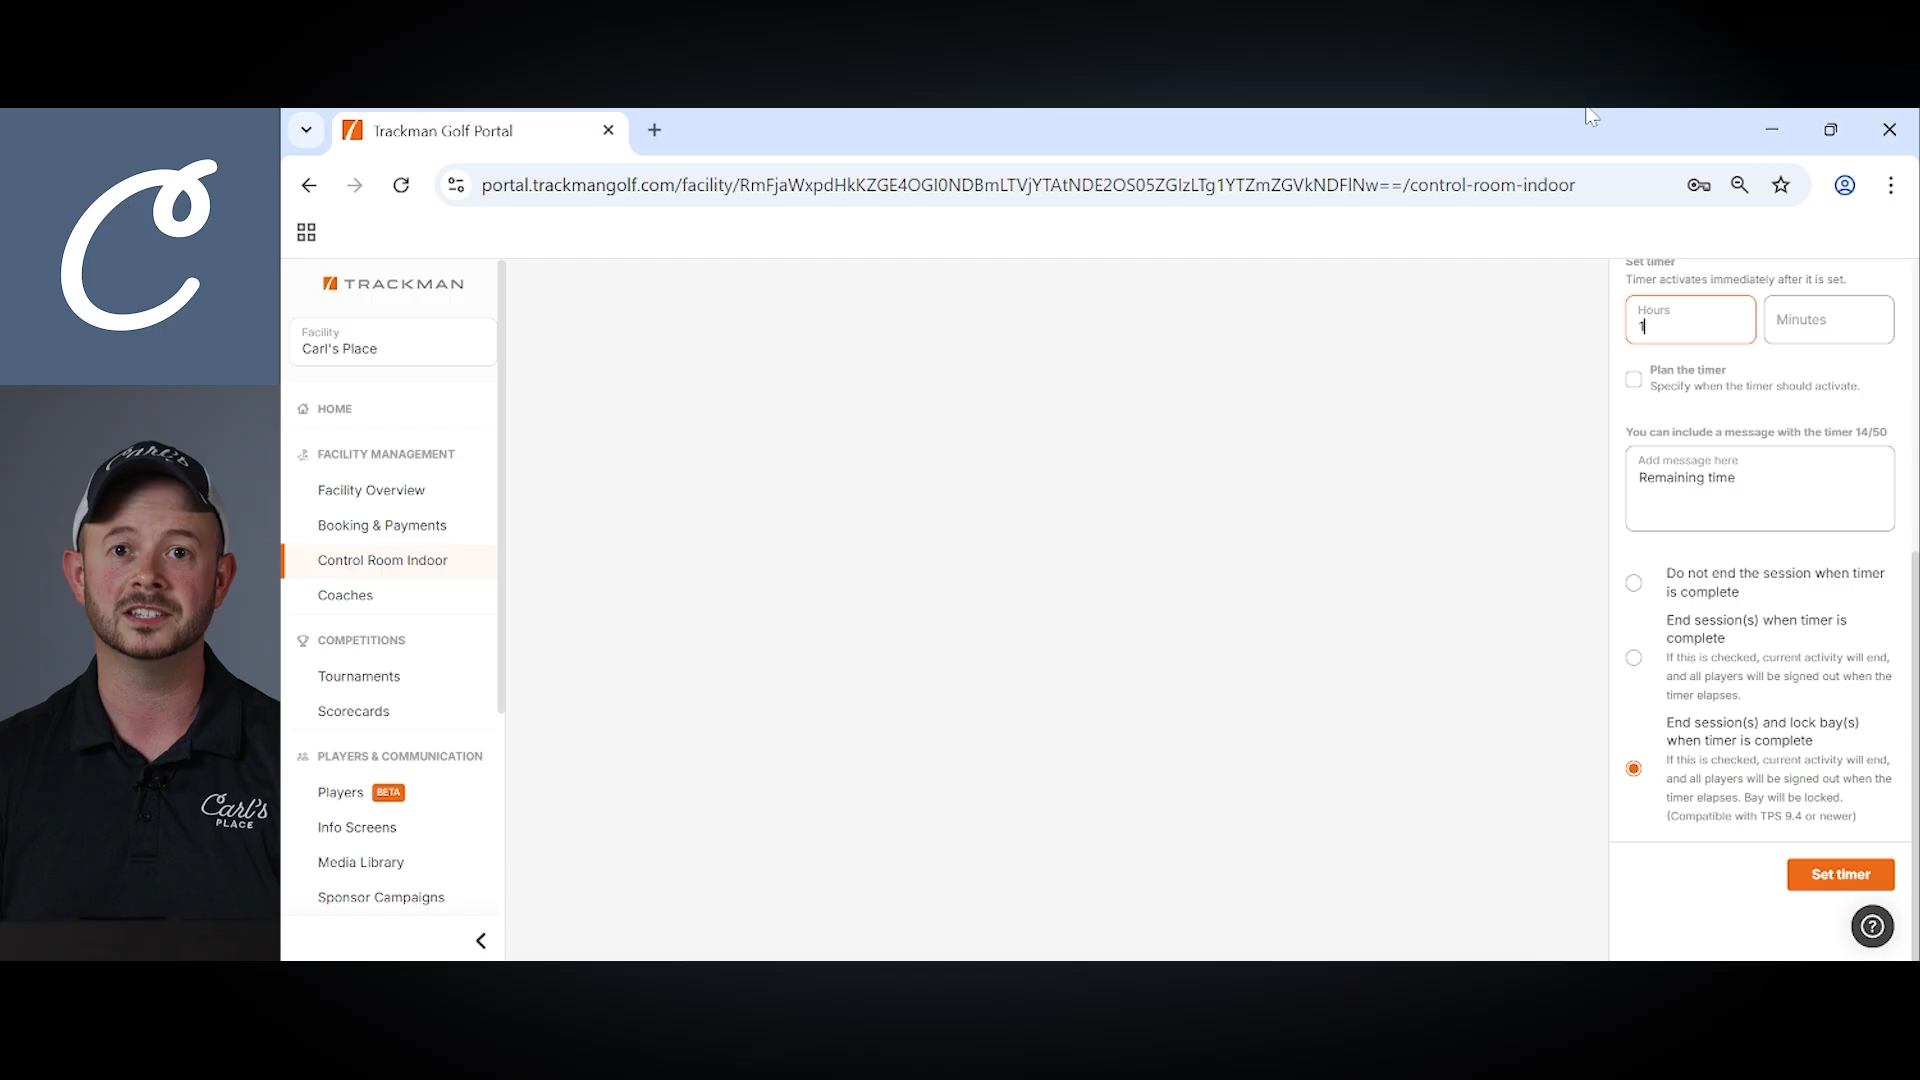 Trackman Golf Portal
portal.trackmangolf.com/facility/RmFjaWxpdHkKZGE4OGI0NDBmLTVjYTAtNDE2OS05ZGIzLTg1YTZmZGVkNDFlNw==/control-room-indoor
TRACKMAN
Facility
Carl's Place
HOME
FACILITY MANAGEMENT
Facility Overview
Booking & Payments
Control Room Indoor
Coaches
COMPETITIONS
Tournaments
Scorecards
PLAYERS & COMMUNICATION
Players BETA
Info Screens
Media Library
Sponsor Campaigns
Set timer
Timer activates immediately after it is set.
Hours
1
Minutes
Plan the timer
Specify when the timer should activate.
You can include a message with the timer 14/50
Add message here
Remaining time
Do not end the session when timer
is complete
End session(s) when timer is
complete
If this is checked, current activity will end,
and all players will be signed out when the
timer elapses.
End session(s) and lock bay(s)
when timer is complete
If this is checked, current activity will end,
and all players will be signed out when the
timer elapses. Bay will be locked.
(Compatible with TPS 9.4 or newer)
Set timer
C
Carl's
Carl's
PLACE